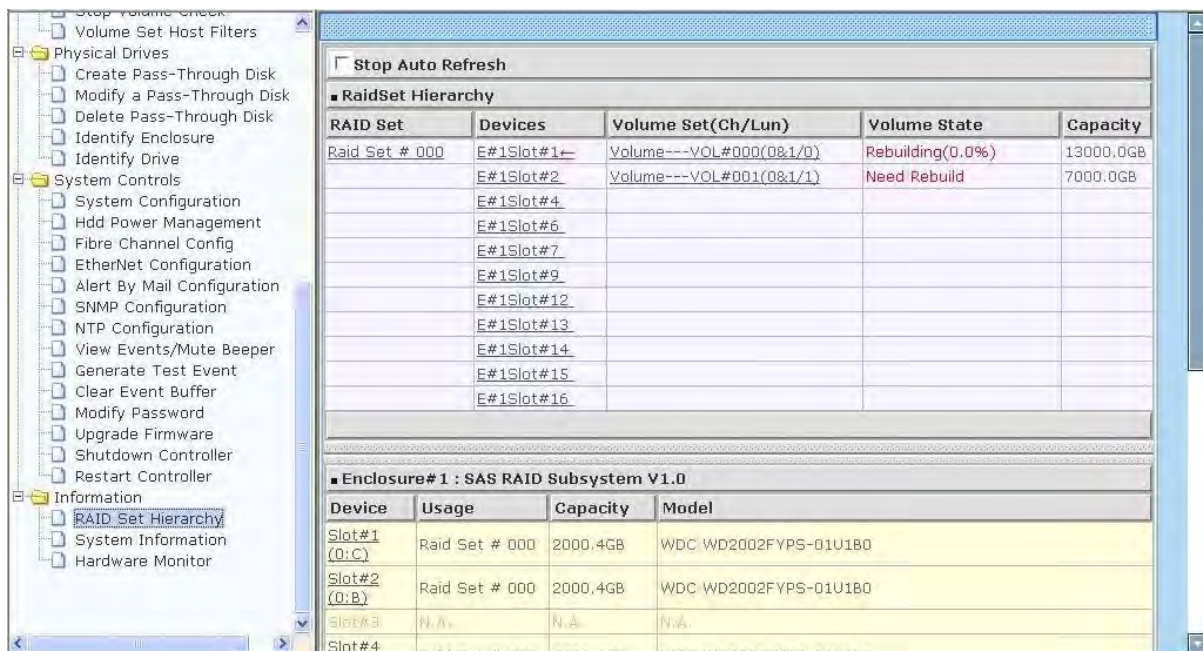 Stop Volume Check
Volume Set Host Filters
Physical Drives
Create Pass-Through Disk
Modify a Pass-Through Disk
Delete Pass-Through Disk
Identify Enclosure
Identify Drive
System Controls
System Configuration
Hdd Power Management
Fibre Channel Config
EtherNet Configuration
Alert By Mail Configuration
SNMP Configuration
NTP Configuration
View Events/Mute Beeper
Generate Test Event
Clear Event Buffer
Modify Password
Upgrade Firmware
Shutdown Controller
Restart Controller
Information
RAID Set Hierarchy
System Information
Hardware Monitor
Stop Auto Refresh
RaidSet Hierarchy
RAID Set Devices Volume Set(Ch/Lun) Volume State Capacity
Raid Set # 000 E#1Slot#1← Volume---VOL#000(0&1/0) Rebuilding(0.0%) 13000.0GB
E#1Slot#2 Volume---VOL#001(0&1/1) Need Rebuild 7000.0GB
E#1Slot#4
E#1Slot#6
E#1Slot#7
E#1Slot#9
E#1Slot#12
E#1Slot#13
E#1Slot#14
E#1Slot#15
E#1Slot#16
Enclosure#1 : SAS RAID Subsystem V1.0
Device Usage Capacity Model
Slot#1 (0:C) Raid Set # 000 2000.4GB WDC WD2002FYPS-01U1B0
Slot#2 (0:B) Raid Set # 000 2000.4GB WDC WD2002FYPS-01U1B0
Slot#3 N.A. N.A. N.A.
Slot#4